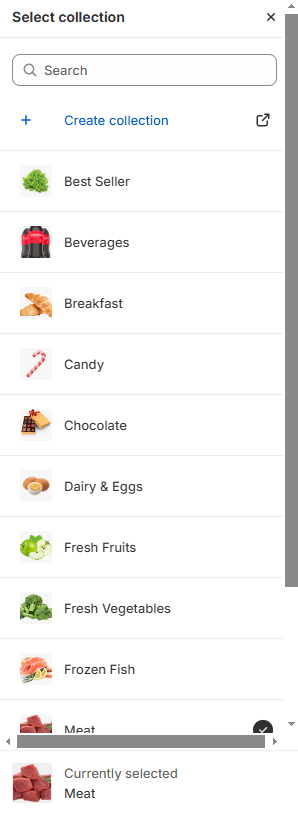 Select collection
Search
Create collection
Best Seller
Beverages
Breakfast
Candy
Chocolate
Dairy & Eggs
Fresh Fruits
Fresh Vegetables
Frozen Fish
Meat
Currently selected
Meat